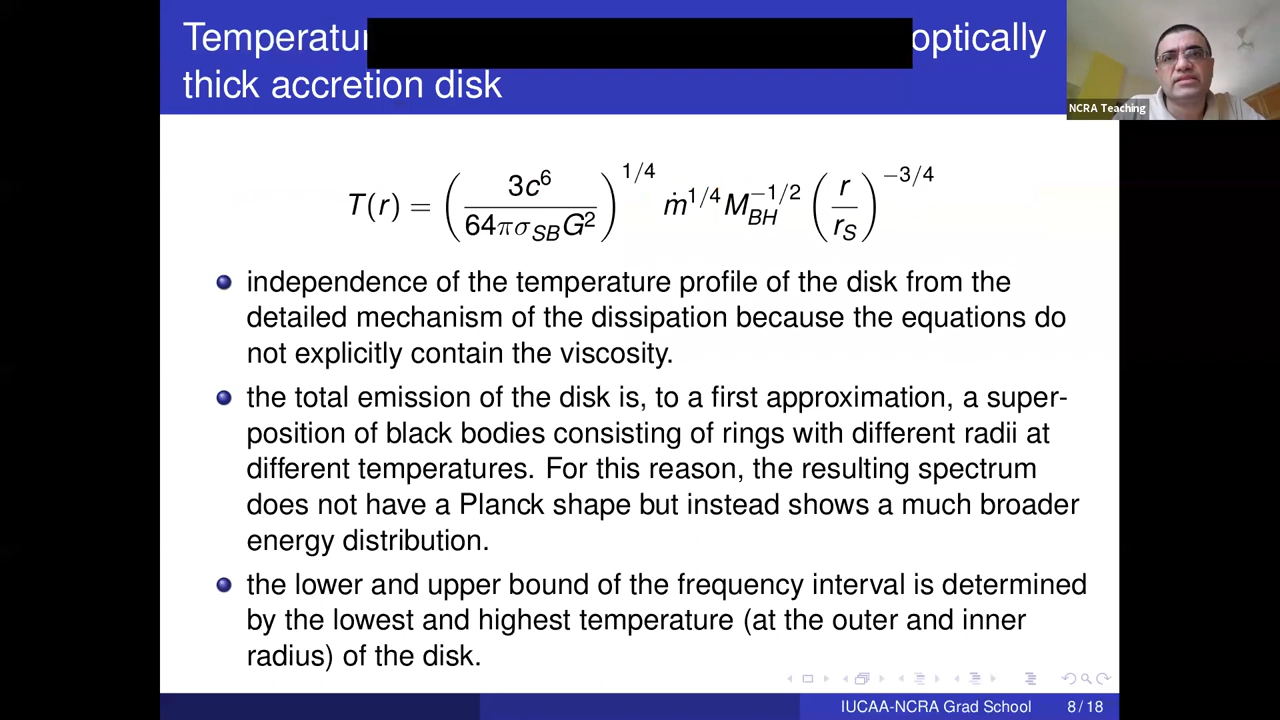 Temperatur optically
thick accretion disk
NCRA Teaching
T(r) = (3c⁶ / 64πσ_SB G²)^{1/4} ṁ^{1/4} M_BH^{−1/2} (r / r_S)^{−3/4}
independence of the temperature profile of the disk from the
detailed mechanism of the dissipation because the equations do
not explicitly contain the viscosity.
the total emission of the disk is, to a first approximation, a super-
position of black bodies consisting of rings with different radii at
different temperatures. For this reason, the resulting spectrum
does not have a Planck shape but instead shows a much broader
energy distribution.
the lower and upper bound of the frequency interval is determined
by the lowest and highest temperature (at the outer and inner
radius) of the disk.
IUCAA-NCRA Grad School 8 / 18